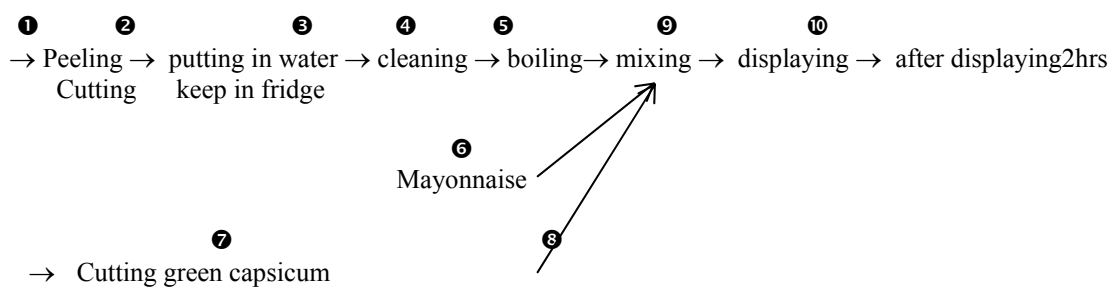 ❶ ❷ ❸ ❹ ❺ ❾ ❿
→ Peeling → putting in water → cleaning → boiling → mixing → displaying → after displaying2hrs
Cutting keep in fridge
❻
Mayonnaise
❼ ❽
→ Cutting green capsicum